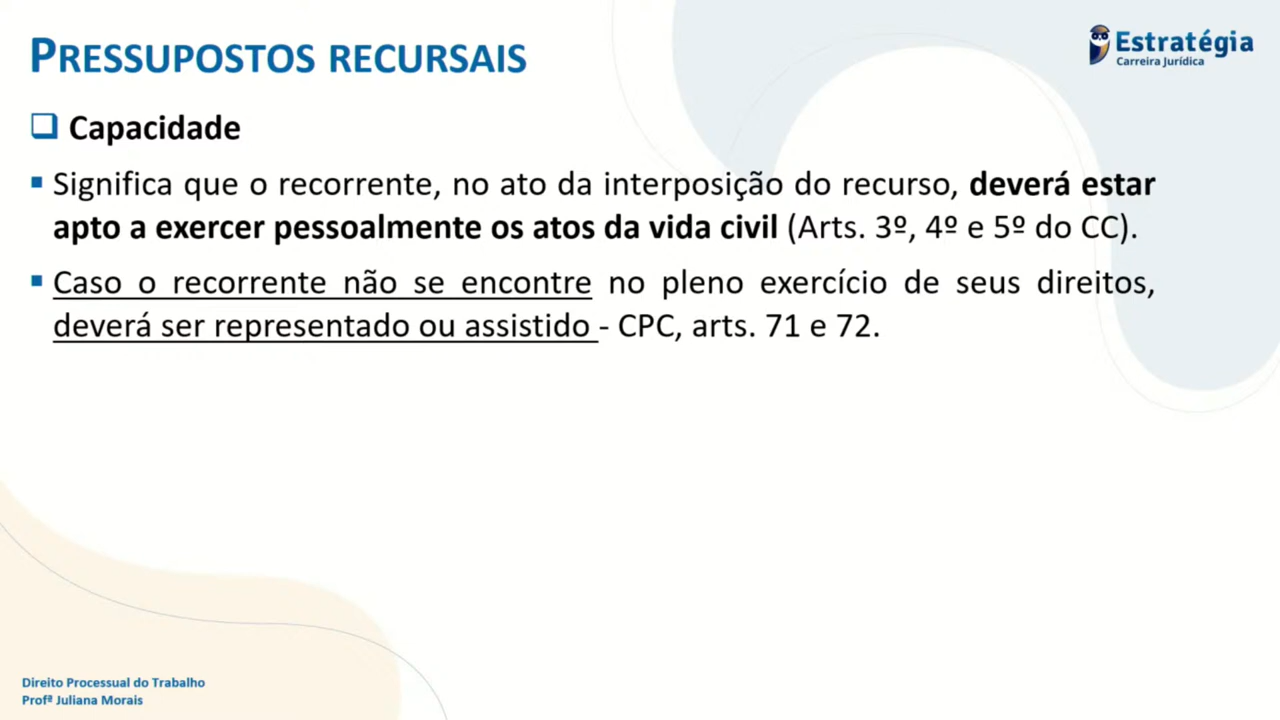 PRESSUPOSTOS RECURSAIS
Estratégia
Carreira Jurídica
Capacidade
Significa que o recorrente, no ato da interposição do recurso, deverá estar
apto a exercer pessoalmente os atos da vida civil (Arts. 3º, 4º e 5º do CC).
Caso o recorrente não se encontre no pleno exercício de seus direitos,
deverá ser representado ou assistido - CPC, arts. 71 e 72.
Direito Processual do Trabalho
Profª Juliana Morais